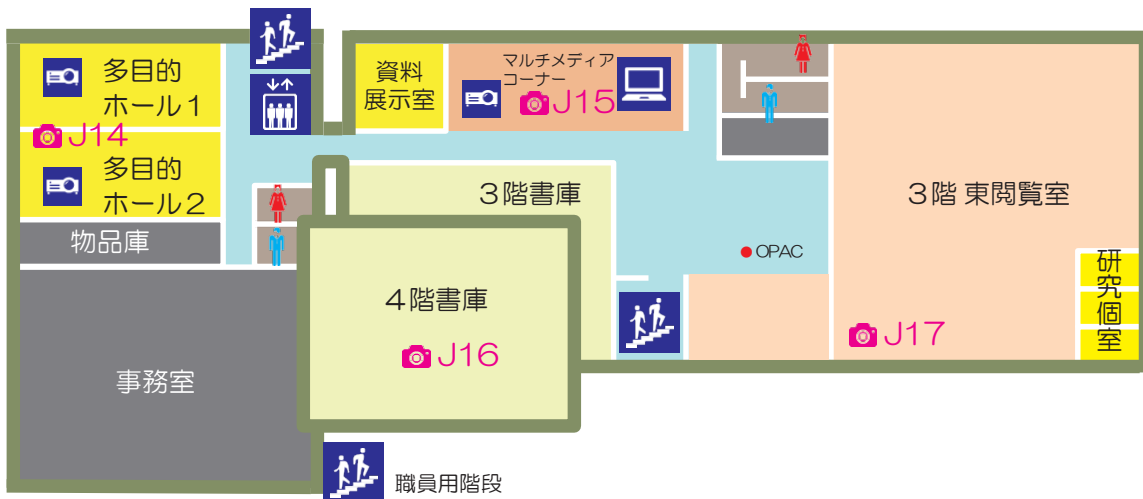 多目的
ホール1
J14
多目的
ホール2
物品庫
事務室
資料
展示室
マルチメディア
コーナー
J15
3階書庫
4階書庫
J16
OPAC
3階 東閲覧室
J17
研究個室
職員用階段